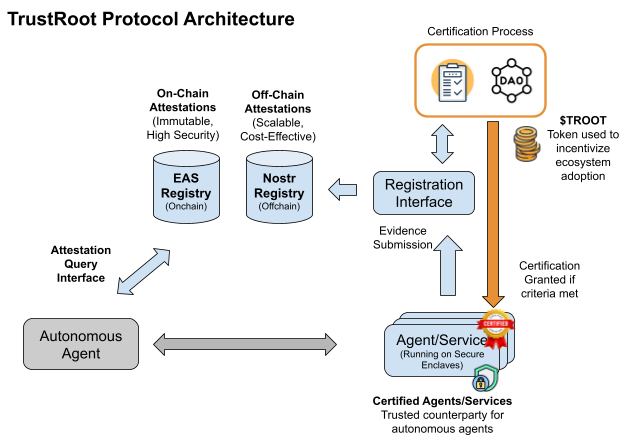 TrustRoot Protocol Architecture
Certification Process
DAO
On-Chain
Attestations
(Immutable,
High Security)
Off-Chain
Attestations
(Scalable,
Cost-Effective)
$TROOT
Token used to
incentivize
ecosystem
adoption
EAS
Registry
(Onchain)
Nostr
Registry
(Offchain)
Registration
Interface
Evidence
Submission
Attestation
Query
Interface
Certification
Granted if
criteria met
Autonomous
Agent
CERTIFIED
Agent/Service
(Running on Secure
Enclaves)
Certified Agents/Services
Trusted counterparty for
autonomous agents